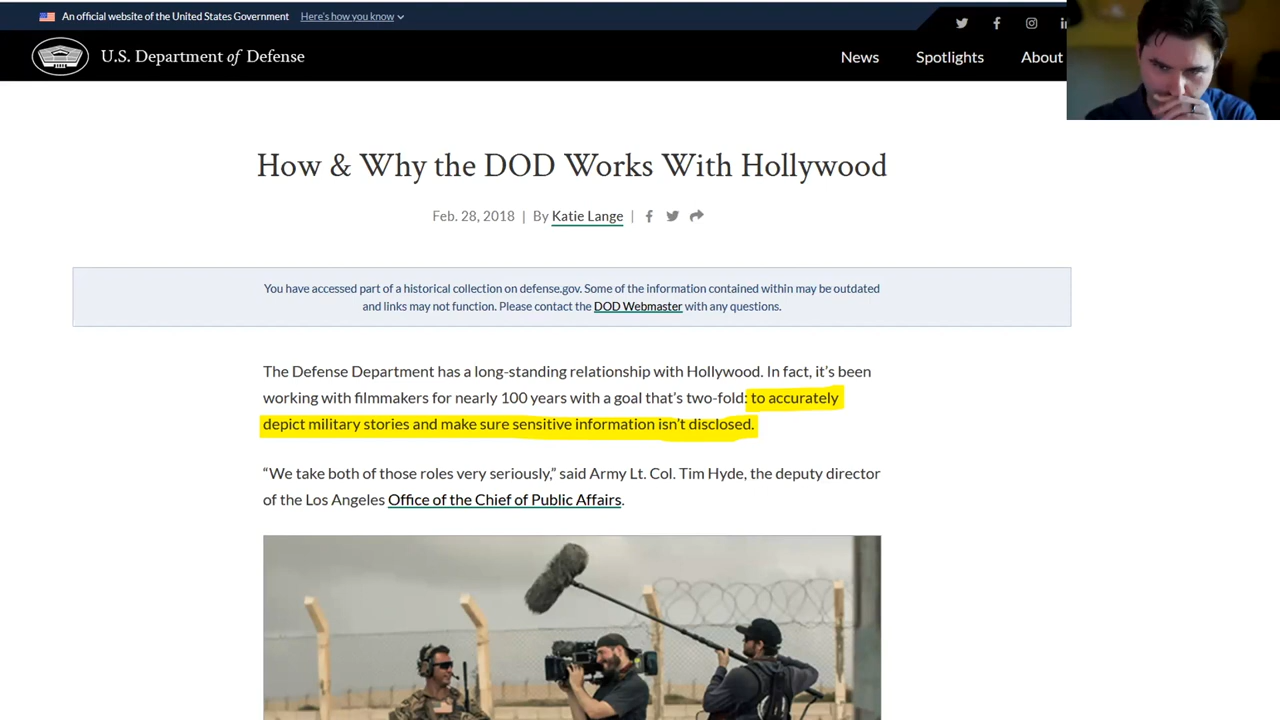 An official website of the United States Government Here's how you know
U.S. Department of Defense
News Spotlights About
How & Why the DOD Works With Hollywood
Feb. 28, 2018 | By Katie Lange |
You have accessed part of a historical collection on defense.gov. Some of the information contained within may be outdated
and links may not function. Please contact the DOD Webmaster with any questions.
The Defense Department has a long-standing relationship with Hollywood. In fact, it’s been
working with filmmakers for nearly 100 years with a goal that’s two-fold: to accurately
depict military stories and make sure sensitive information isn’t disclosed.
“We take both of those roles very seriously,” said Army Lt. Col. Tim Hyde, the deputy director
of the Los Angeles Office of the Chief of Public Affairs.